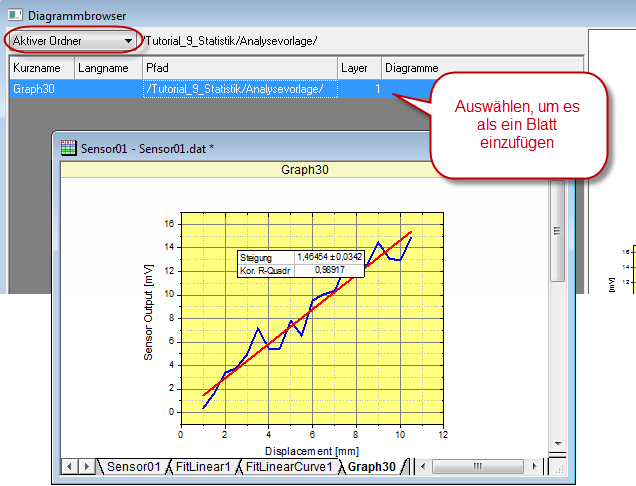 Diagrammbrowser
Aktiver Ordner
/Tutorial_9_Statistik/Analysevorlage/
Kurzname Langname Pfad Layer Diagramme
Graph30 /Tutorial_9_Statistik/Analysevorlage/ 1
Auswählen, um es
als ein Blatt
einzufügen
Sensor01 - Sensor01.dat *
Graph30
Steigung 1,46454 ± 0,0342
Kor. R-Quadr 0,98917
16
14
12
10
8
6
4
2
0
Sensor Output [mV]
0 2 4 6 8 10 12
Displacement [mm]
Sensor01 FitLinear1 FitLinearCurve1 Graph30
16
14
12
[mV]